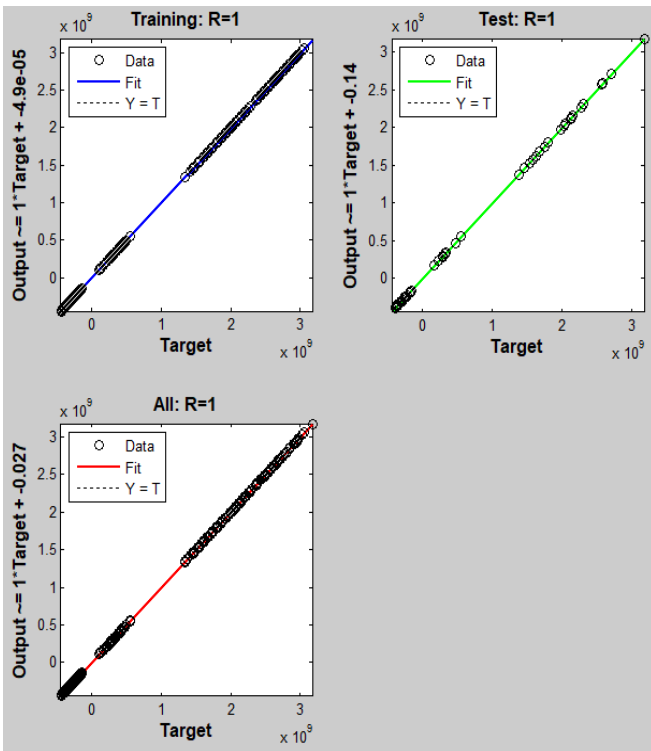 Training: R=1
x 10^9
Data
Fit
Y = T
3
2.5
2
1.5
1
0.5
0
0 1 2 3
Target
x 10^9
Output ~= 1*Target + -4.9e-05
Test: R=1
x 10^9
Data
Fit
Y = T
3
2.5
2
1.5
1
0.5
0
0 1 2 3
Target
x 10^9
Output ~= 1*Target + -0.14
All: R=1
x 10^9
Data
Fit
Y = T
3
2.5
2
1.5
1
0.5
0
0 1 2 3
Target
x 10^9
Output ~= 1*Target + -0.027